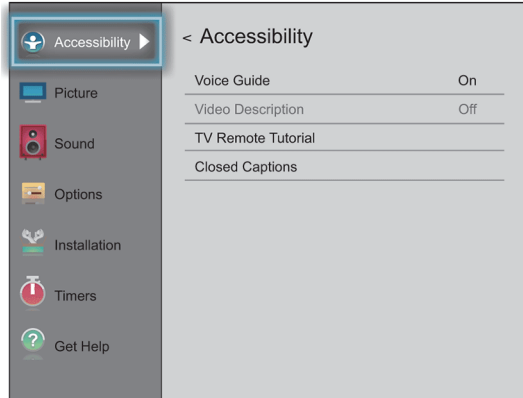 Accessibility
Picture
Sound
Options
Installation
Timers
Get Help
< Accessibility
Voice Guide On
Video Description Off
TV Remote Tutorial
Closed Captions